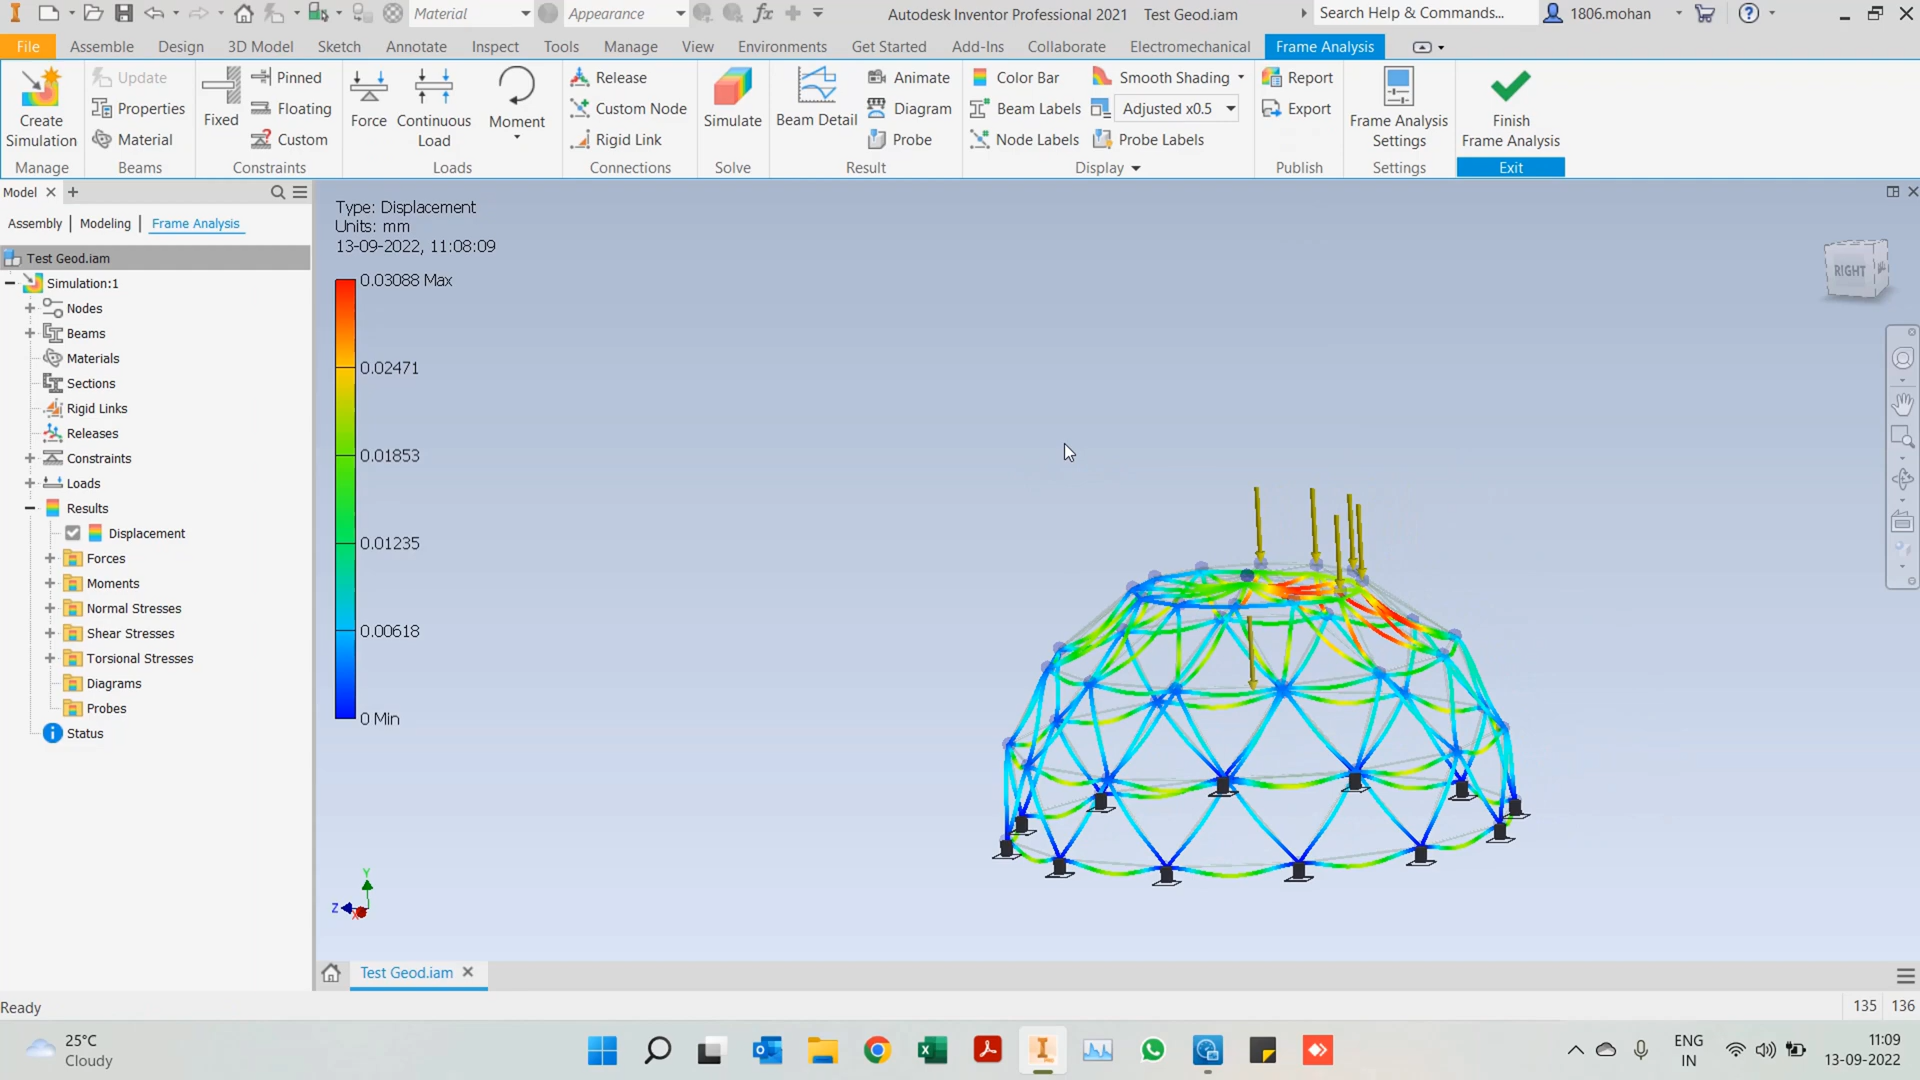 Material
Appearance
fx
Autodesk Inventor Professional 2021 Test Geod.iam
Search Help & Commands...
1806.mohan
File Assemble Design 3D Model Sketch Annotate Inspect Tools Manage View Environments Get Started Add-Ins Collaborate Electromechanical Frame Analysis
Create Simulation
Update
Properties
Material
Fixed
Pinned
Floating
Custom
Force
Continuous Load
Moment
Release
Custom Node
Rigid Link
Simulate
Beam Detail
Animate
Diagram
Probe
Color Bar
Beam Labels
Node Labels
Smooth Shading
Adjusted x0.5
Probe Labels
Report
Export
Frame Analysis Settings
Finish Frame Analysis
Manage Beams Constraints Loads Connections Solve Result Display Publish Settings Exit
Model
Assembly Modeling Frame Analysis
Test Geod.iam
Simulation:1
Nodes
Beams
Materials
Sections
Rigid Links
Releases
Constraints
Loads
Results
Displacement
Forces
Moments
Normal Stresses
Shear Stresses
Torsional Stresses
Diagrams
Probes
Status
Type: Displacement
Units: mm
13-09-2022, 11:08:09
0.03088 Max
0.02471
0.01853
0.01235
0.00618
0 Min
RIGHT
Y
Z
X
Test Geod.iam
Ready
135 136
25°C
Cloudy
ENG
IN
11:09
13-09-2022